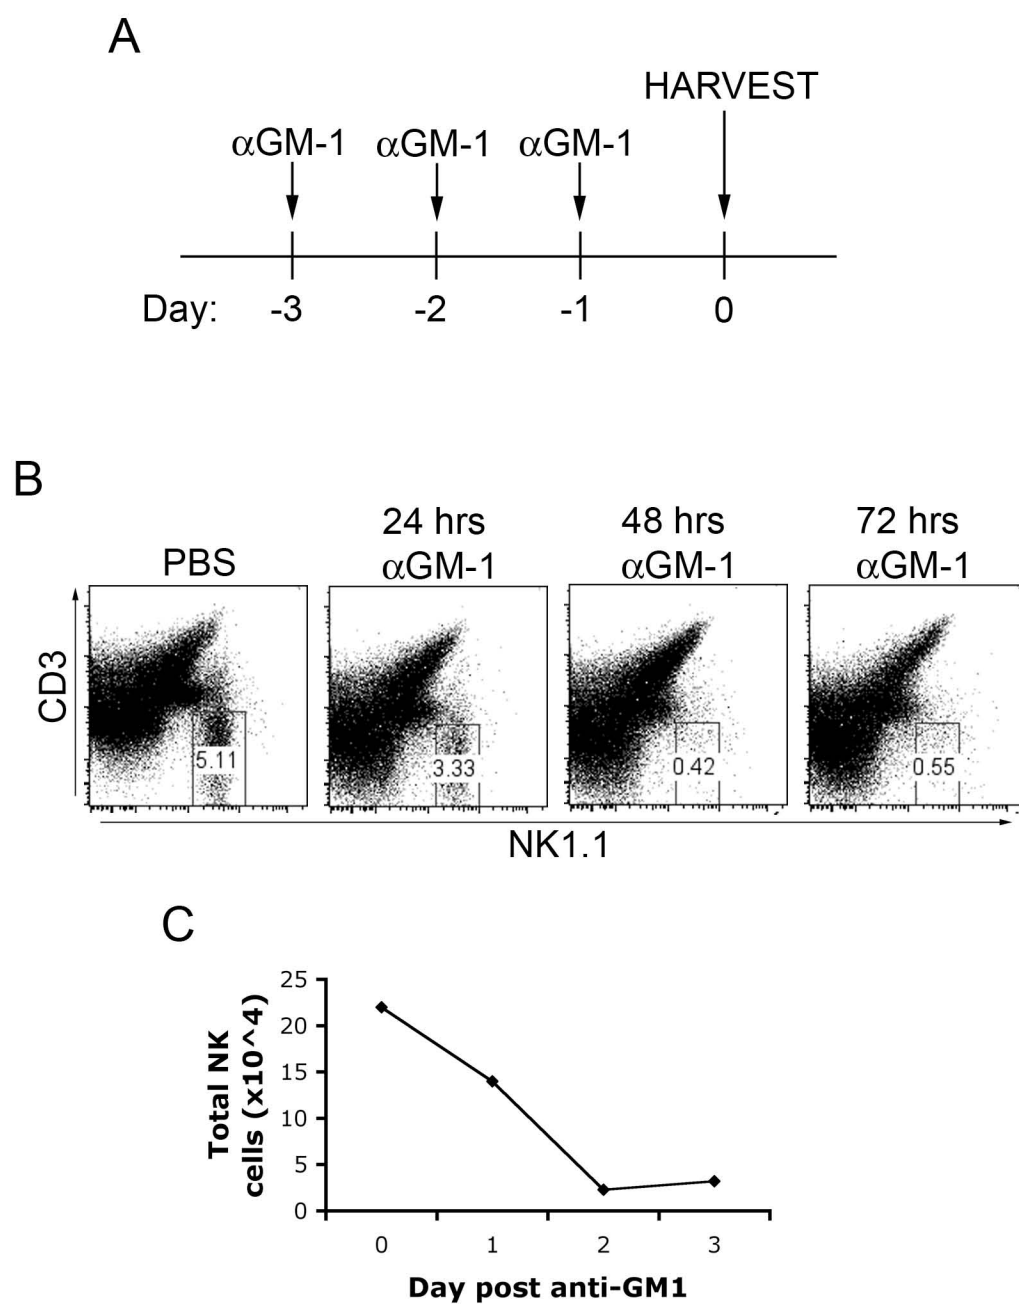 A
HARVEST
αGM-1 αGM-1 αGM-1
Day: -3 -2 -1 0
B
24 hrs 48 hrs 72 hrs
PBS αGM-1 αGM-1 αGM-1
CD3
5.11 3.33 0.42 0.55
NK1.1
C
Total NK
cells (x10^4)
25
20
15
10
5
0
0 1 2 3
Day post anti-GM1